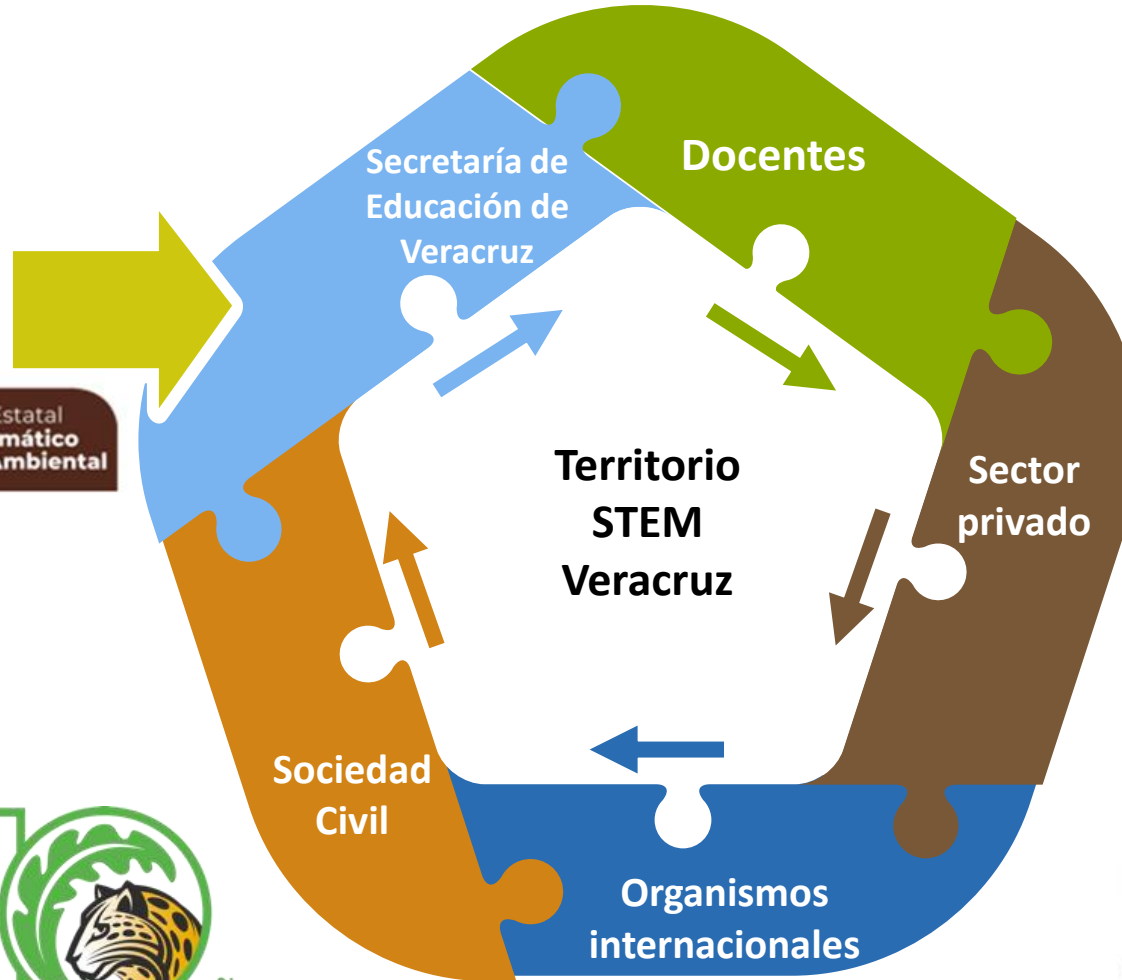 Secretaría de
Educación de
Veracruz
Docentes
Estatal
mático
Ambiental
Territorio
STEM
Veracruz
Sector
privado
Sociedad
Civil
Organismos
internacionales